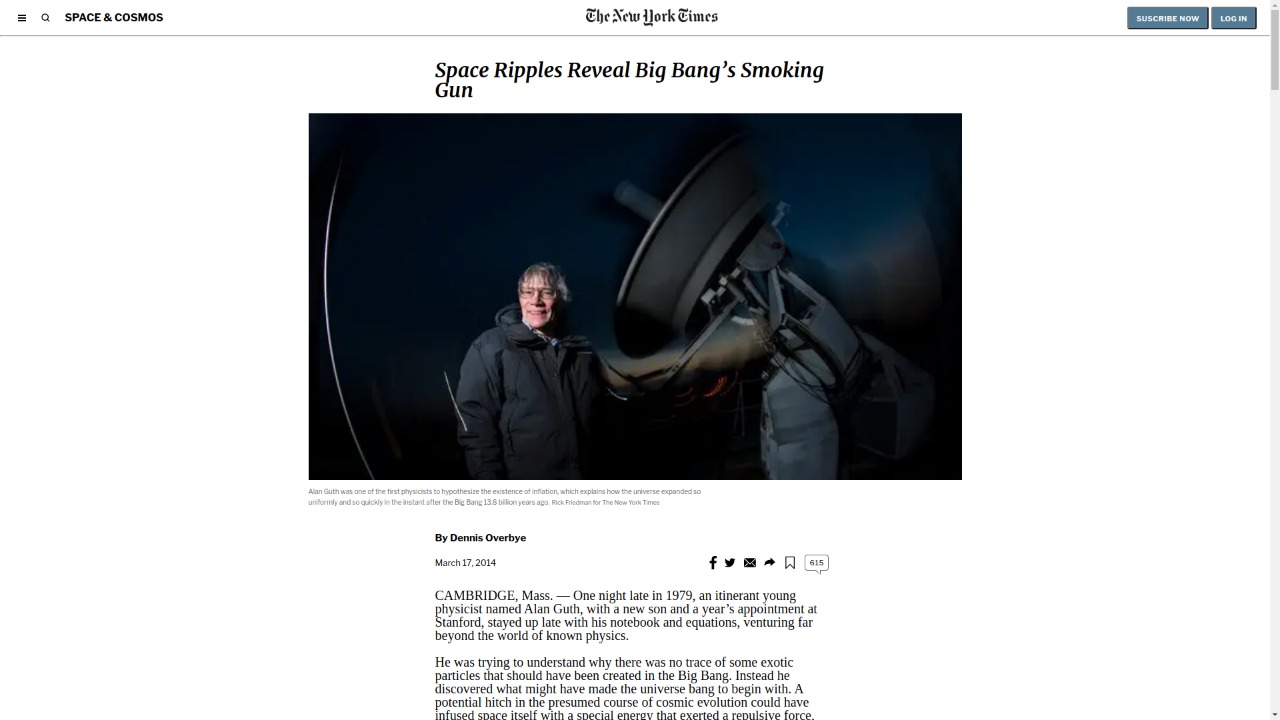 SPACE & COSMOS
The New York Times
SUSCRIBE NOW
LOG IN
Space Ripples Reveal Big Bang’s Smoking
Gun
Alan Guth was one of the first physicists to hypothesize the existence of inflation, which explains how the universe expanded so
uniformly and so quickly in the instant after the Big Bang 13.8 billion years ago. Rick Friedman for The New York Times
By Dennis Overbye
March 17, 2014
615
CAMBRIDGE, Mass. — One night late in 1979, an itinerant young
physicist named Alan Guth, with a new son and a year’s appointment at
Stanford, stayed up late with his notebook and equations, venturing far
beyond the world of known physics.
He was trying to understand why there was no trace of some exotic
particles that should have been created in the Big Bang. Instead he
discovered what might have made the universe bang to begin with. A
potential hitch in the presumed course of cosmic evolution could have
infused space itself with a special energy that exerted a repulsive force,